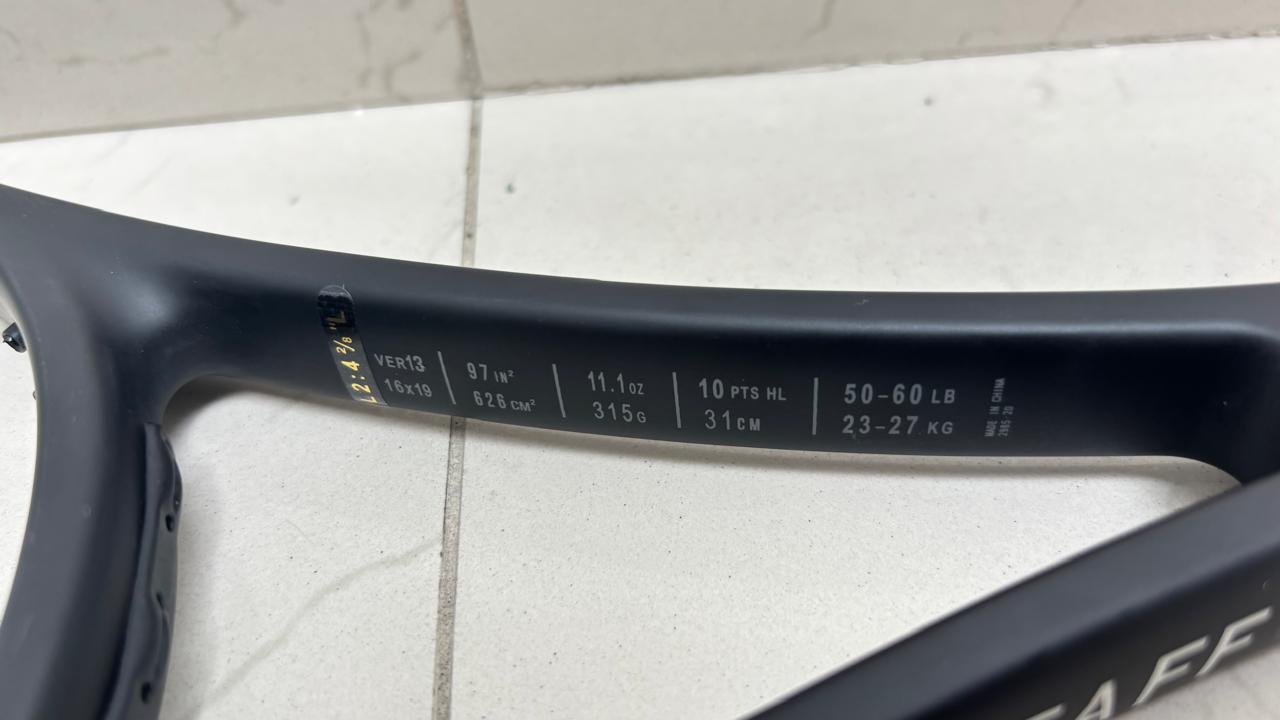 L2:4 2/8 "L
VER13
16x19
97 IN²
626 CM²
11.1 OZ
315 G
10 PTS HL
31 CM
50-60 LB
23-27 KG
MADE IN CHINA
TAFF